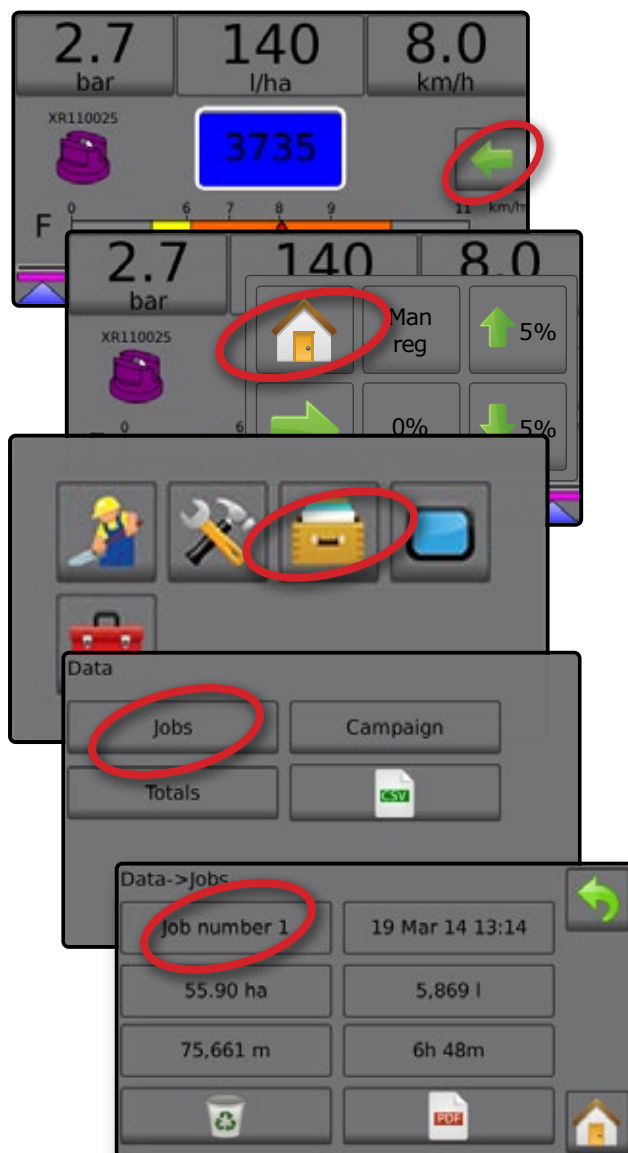 2.7 140 8.0
bar l/ha km/h
XR110025
3735
0 6 7 8 9 11 km/h
F
2.7 140 8.0
bar
XR110025
Man
reg
5%
0 6
0% 5%
Data
Jobs Campaign
Totals CSV
Data->Jobs
Job number 1 19 Mar 14 13:14
55.90 ha 5,869 l
75,661 m 6h 48m
PDF